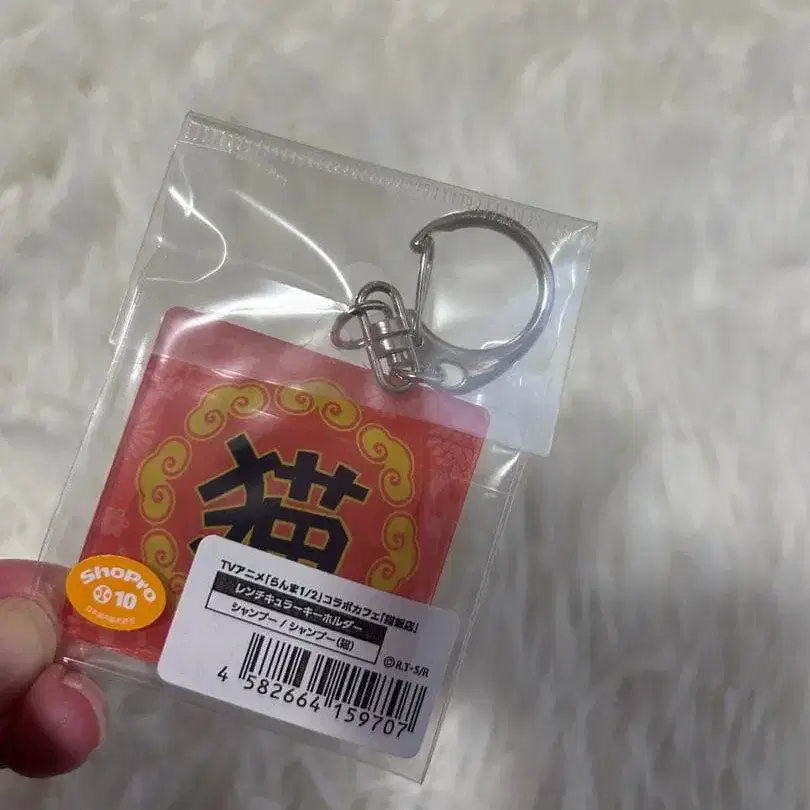 猫
ShoPro
10
TVアニメ「らんま1/2」コラボカフェ「猫飯店」
レンチキュラーキーホルダー
シャンプー / シャンプー(猫)
©R.T・S/R
4 582664 159707